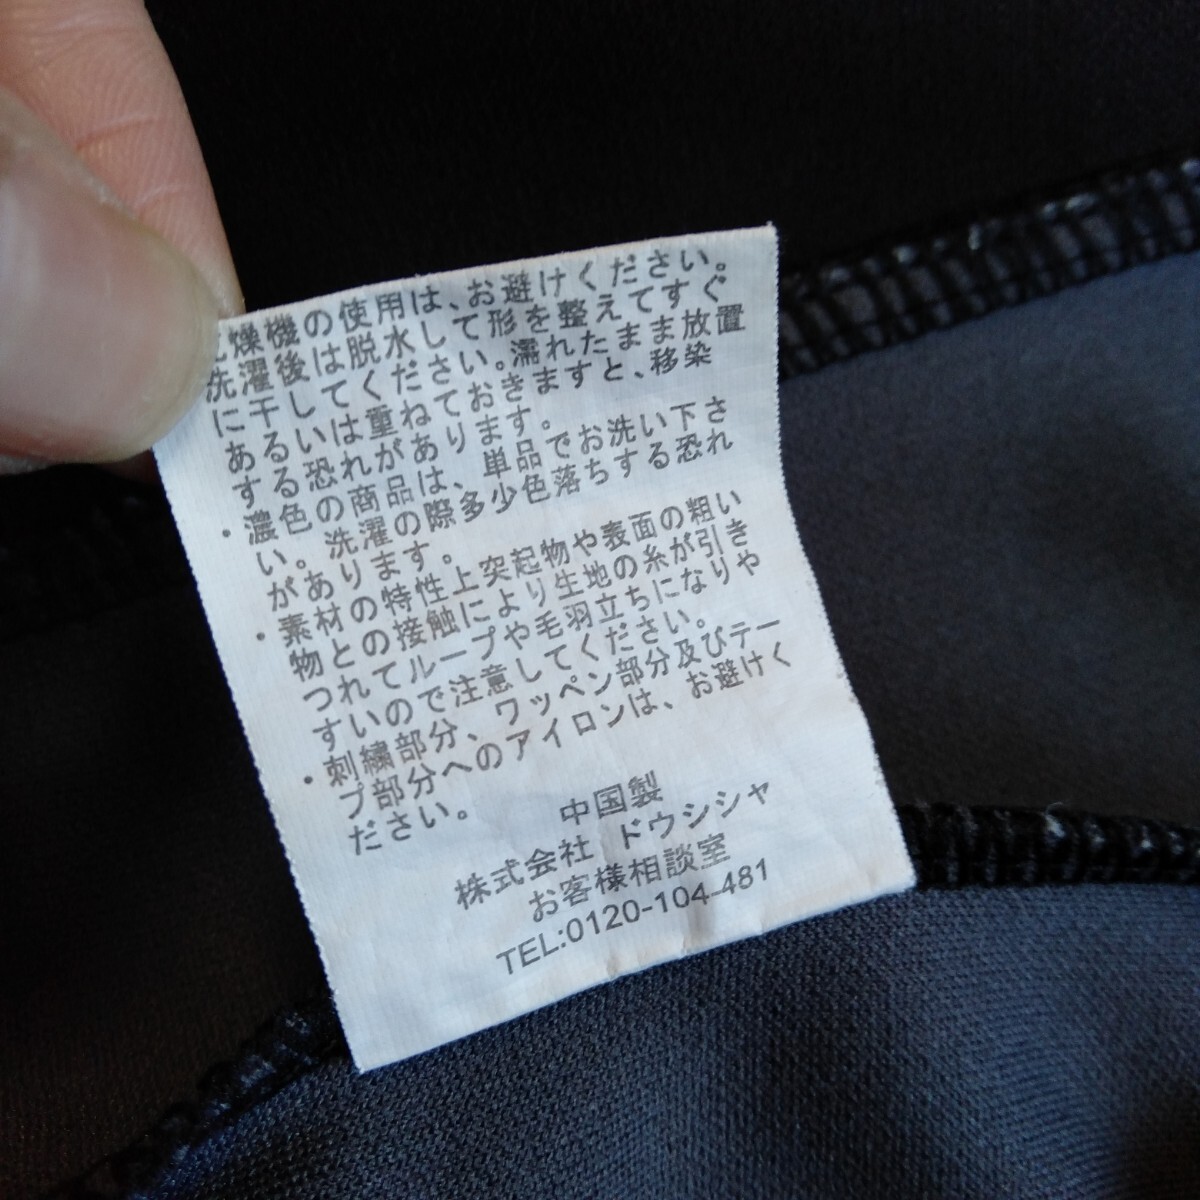 燥機の使用は、お避けください。
洗濯後は脱水して形を整えてすぐ
に干してください。濡れたまま放置
あるいは重ねておきますと、移染
する恐れがあります。
・濃色の商品は、単品でお洗い下さ
い。洗濯の際多少色落ちする恐れ
があります。
・素材の特性上突起物や表面の粗い
物との接触により生地の糸が引き
つれてループや毛羽立ちになりや
すいので注意してください。
・刺繍部分、ワッペン部分及びテー
プ部分へのアイロンは、お避けく
ださい。
中国製
株式会社 ドウシシャ
お客様相談室
TEL:0120-104-481